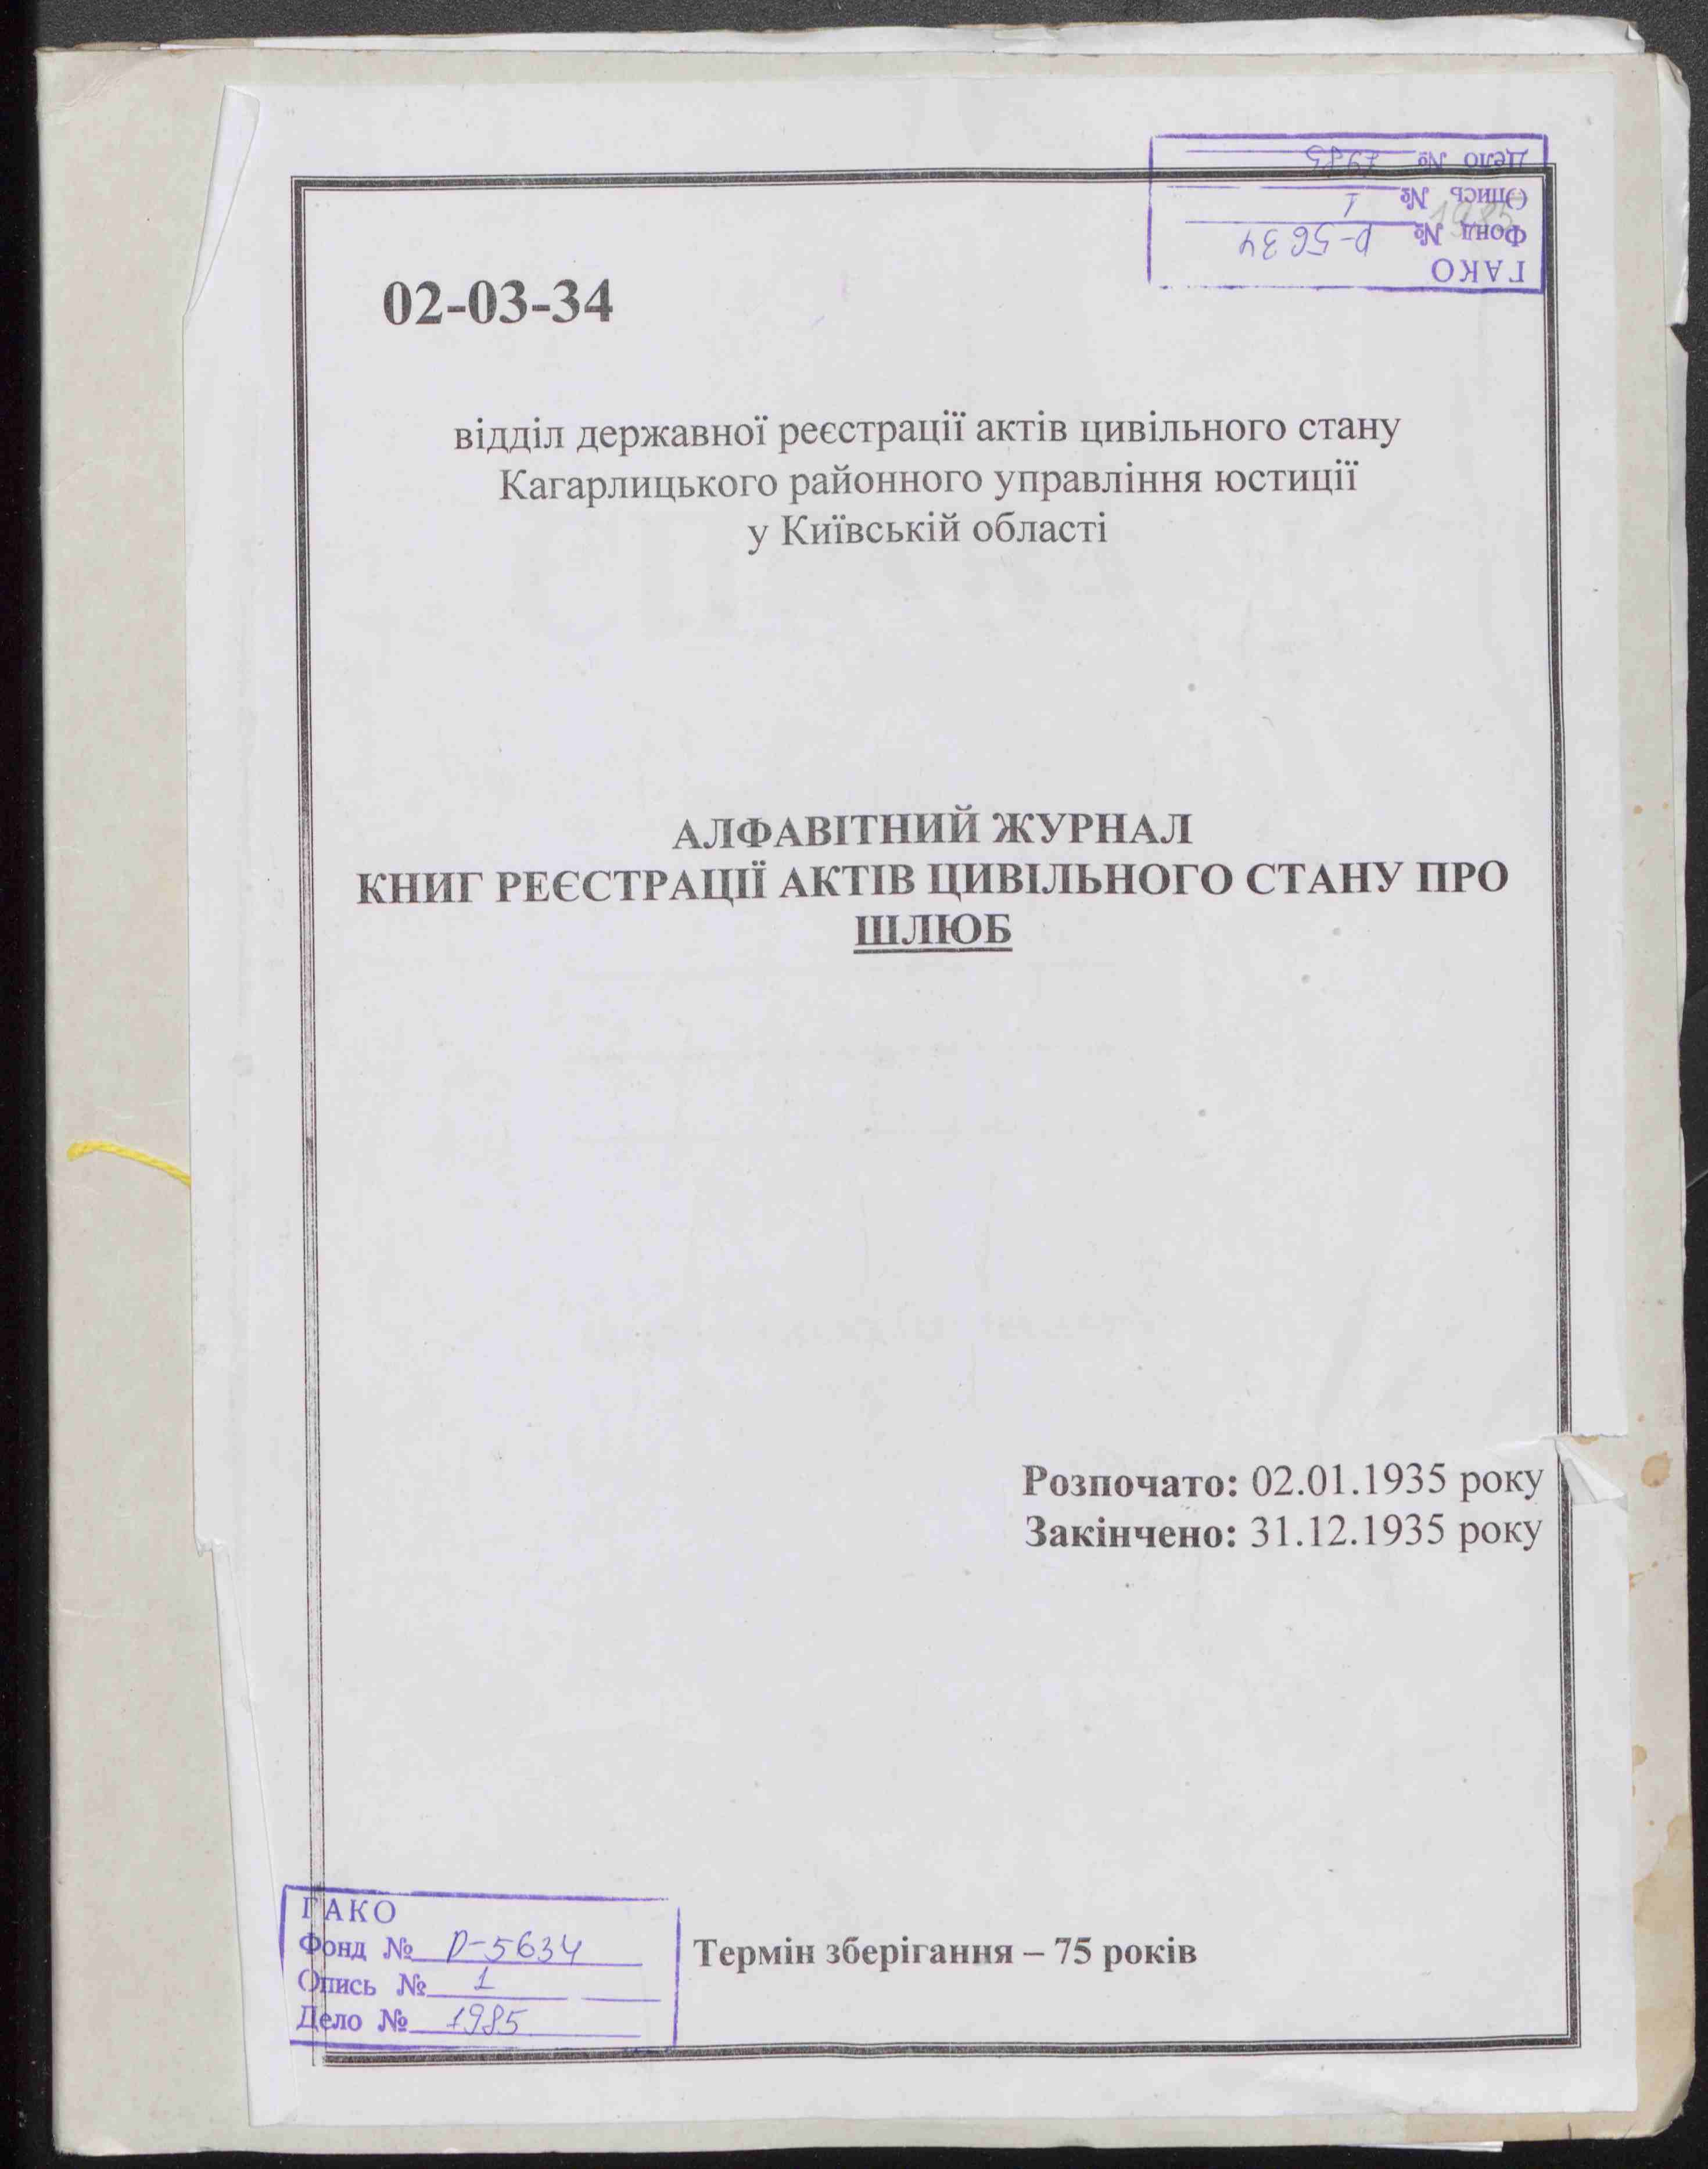 Дело № 1985
Опись № 1
Фонд № Р-5634
ГАКО
1985
02-03-34
відділ державної реєстрації актів цивільного стану
Кагарлицького районного управління юстиції
у Київській області
АЛФАВІТНИЙ ЖУРНАЛ
КНИГ РЕЄСТРАЦІЇ АКТІВ ЦИВІЛЬНОГО СТАНУ ПРО
ШЛЮБ
Розпочато: 02.01.1935 року
Закінчено: 31.12.1935 року
ГАКО
Фонд № Р-5634
Опись № 1
Дело № 1985
Термін зберігання – 75 років